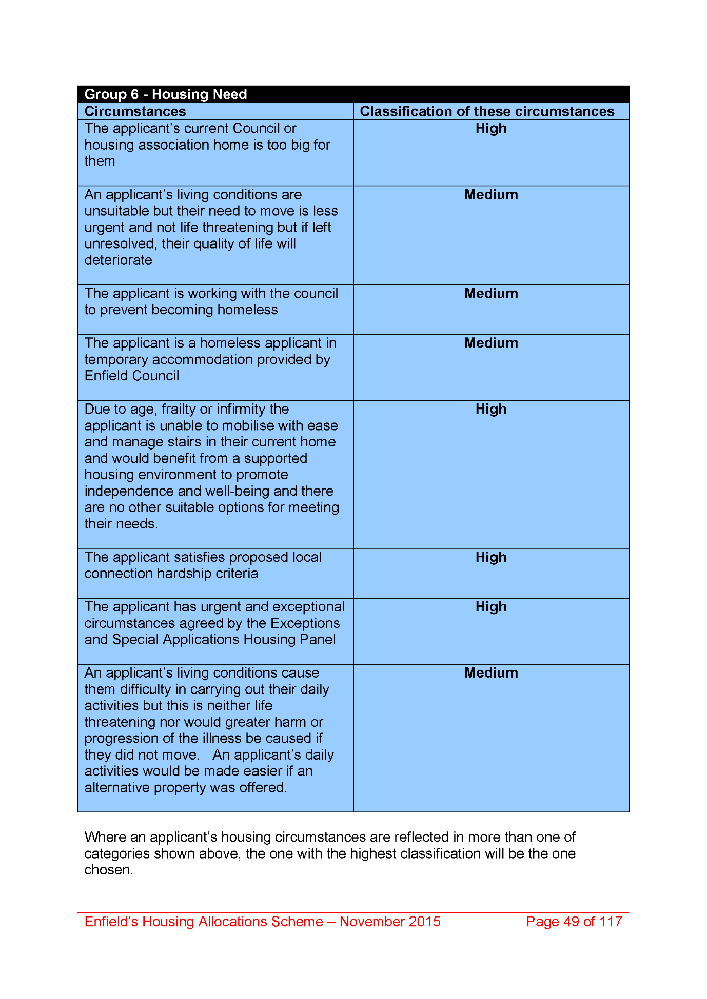 Group 6 - Housing Need
Circumstances
Classification of these circumstances
The applicant’s current Council or
housing association home is too big for
them
High
An applicant’s living conditions are
unsuitable but their need to move is less
urgent and not life threatening but if left
unresolved, their quality of life will
deteriorate
Medium
The applicant is working with the council
to prevent becoming homeless
Medium
The applicant is a homeless applicant in
temporary accommodation provided by
Enfield Council
Medium
Due to age, frailty or infirmity the
applicant is unable to mobilise with ease
and manage stairs in their current home
and would benefit from a supported
housing environment to promote
independence and well-being and there
are no other suitable options for meeting
their needs.
High
The applicant satisfies proposed local
connection hardship criteria
High
The applicant has urgent and exceptional
circumstances agreed by the Exceptions
and Special Applications Housing Panel
High
An applicant’s living conditions cause
them difficulty in carrying out their daily
activities but this is neither life
threatening nor would greater harm or
progression of the illness be caused if
they did not move.   An applicant’s daily
activities would be made easier if an
alternative property was offered.
Medium
Where an applicant’s housing circumstances are reflected in more than one of
categories shown above, the one with the highest classification will be the one
chosen.
Enfield’s Housing Allocations Scheme – November 2015
Page 49 of 117